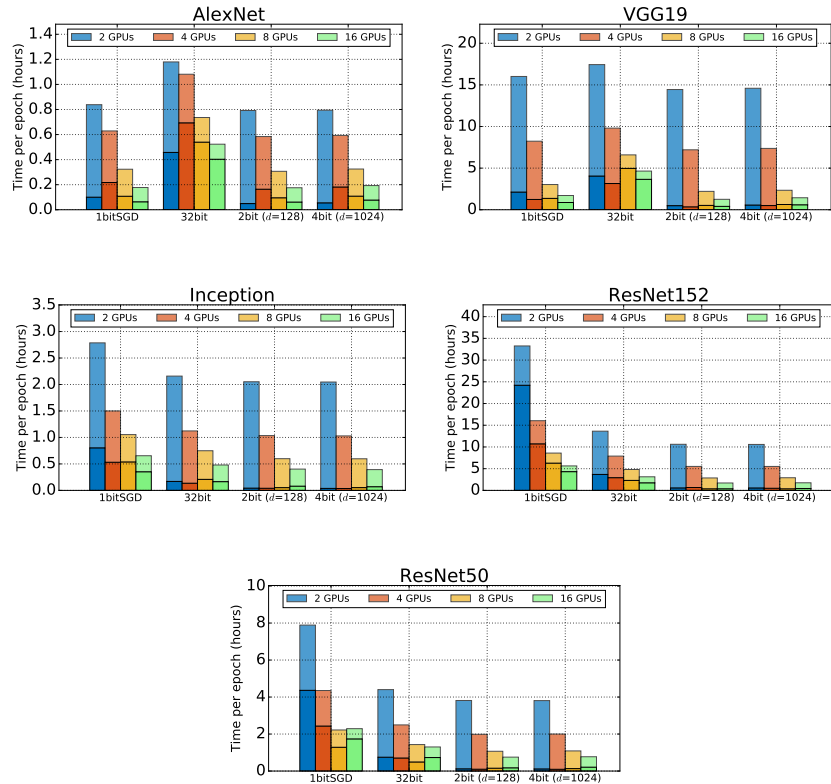 AlexNet
Time per epoch (hours)
1.4
1.2
1.0
0.8
0.6
0.4
0.2
0.0
2 GPUs 4 GPUs 8 GPUs 16 GPUs
1bitSGD 32bit 2bit (d=128) 4bit (d=1024)
VGG19
Time per epoch (hours)
20
15
10
5
0
2 GPUs 4 GPUs 8 GPUs 16 GPUs
1bitSGD 32bit 2bit (d=128) 4bit (d=1024)
Inception
Time per epoch (hours)
3.5
3.0
2.5
2.0
1.5
1.0
0.5
0.0
2 GPUs 4 GPUs 8 GPUs 16 GPUs
1bitSGD 32bit 2bit (d=128) 4bit (d=1024)
ResNet152
Time per epoch (hours)
40
35
30
25
20
15
10
5
0
2 GPUs 4 GPUs 8 GPUs 16 GPUs
1bitSGD 32bit 2bit (d=128) 4bit (d=1024)
ResNet50
Time per epoch (hours)
10
8
6
4
2
0
2 GPUs 4 GPUs 8 GPUs 16 GPUs
1bitSGD 32bit 2bit (d=128) 4bit (d=1024)